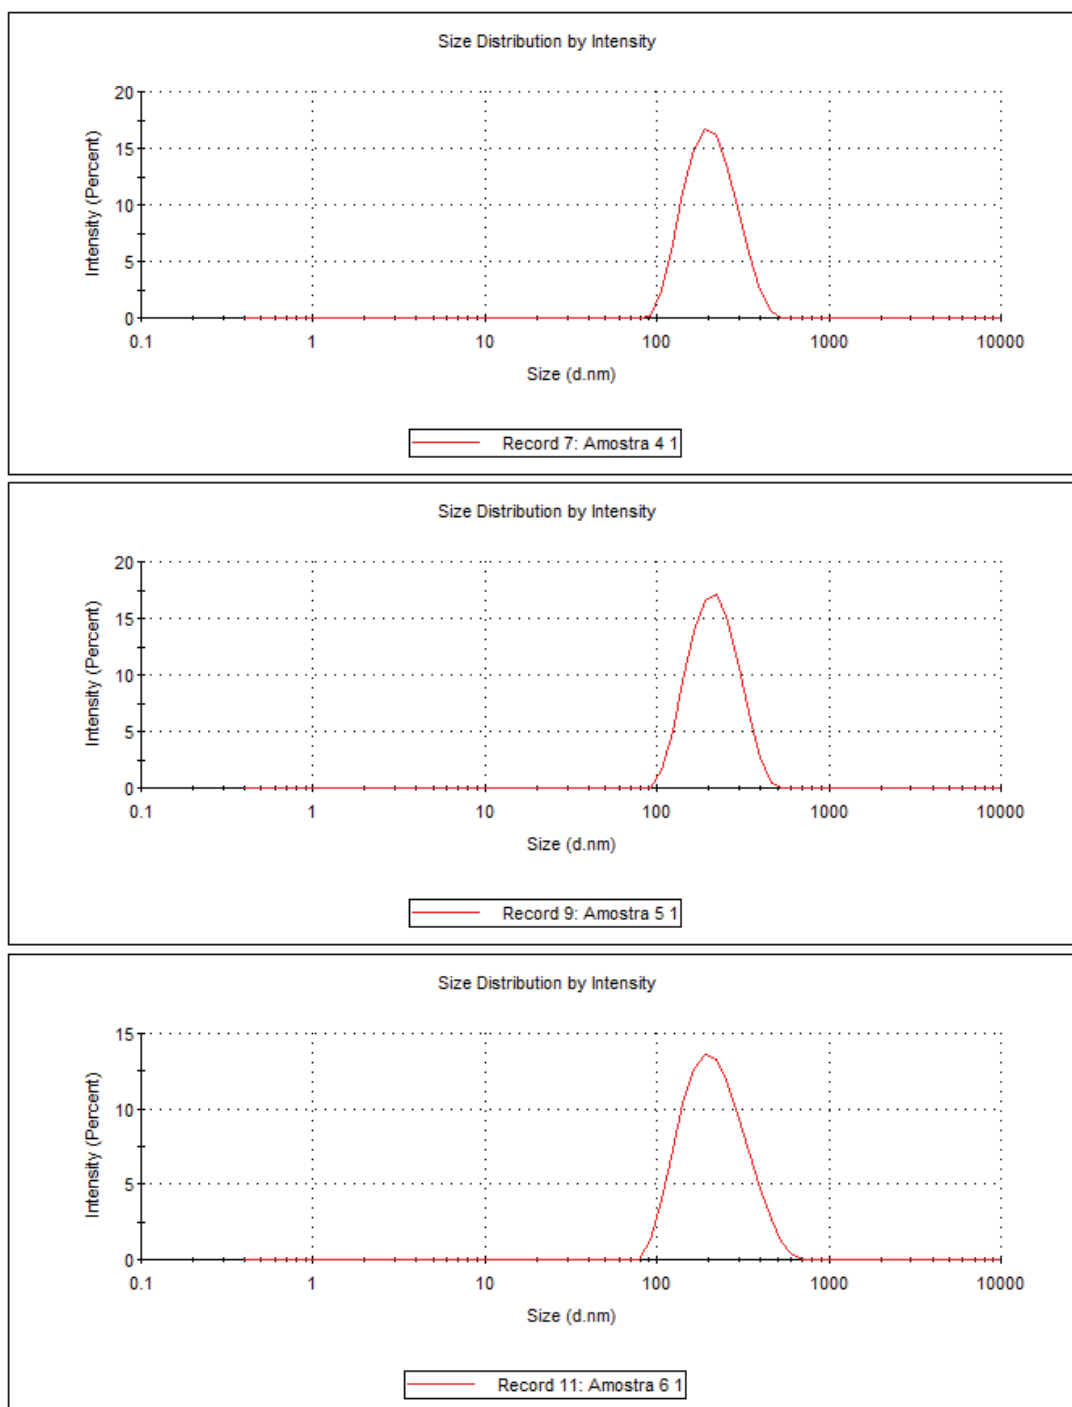 Size Distribution by Intensity
20
15
10
5
0
Intensity (Percent)
0.1 1 10 100 1000 10000
Size (d.nm)
Record 7: Amostra 4 1
Size Distribution by Intensity
20
15
10
5
0
Intensity (Percent)
0.1 1 10 100 1000 10000
Size (d.nm)
Record 9: Amostra 5 1
Size Distribution by Intensity
15
10
5
0
Intensity (Percent)
0.1 1 10 100 1000 10000
Size (d.nm)
Record 11: Amostra 6 1